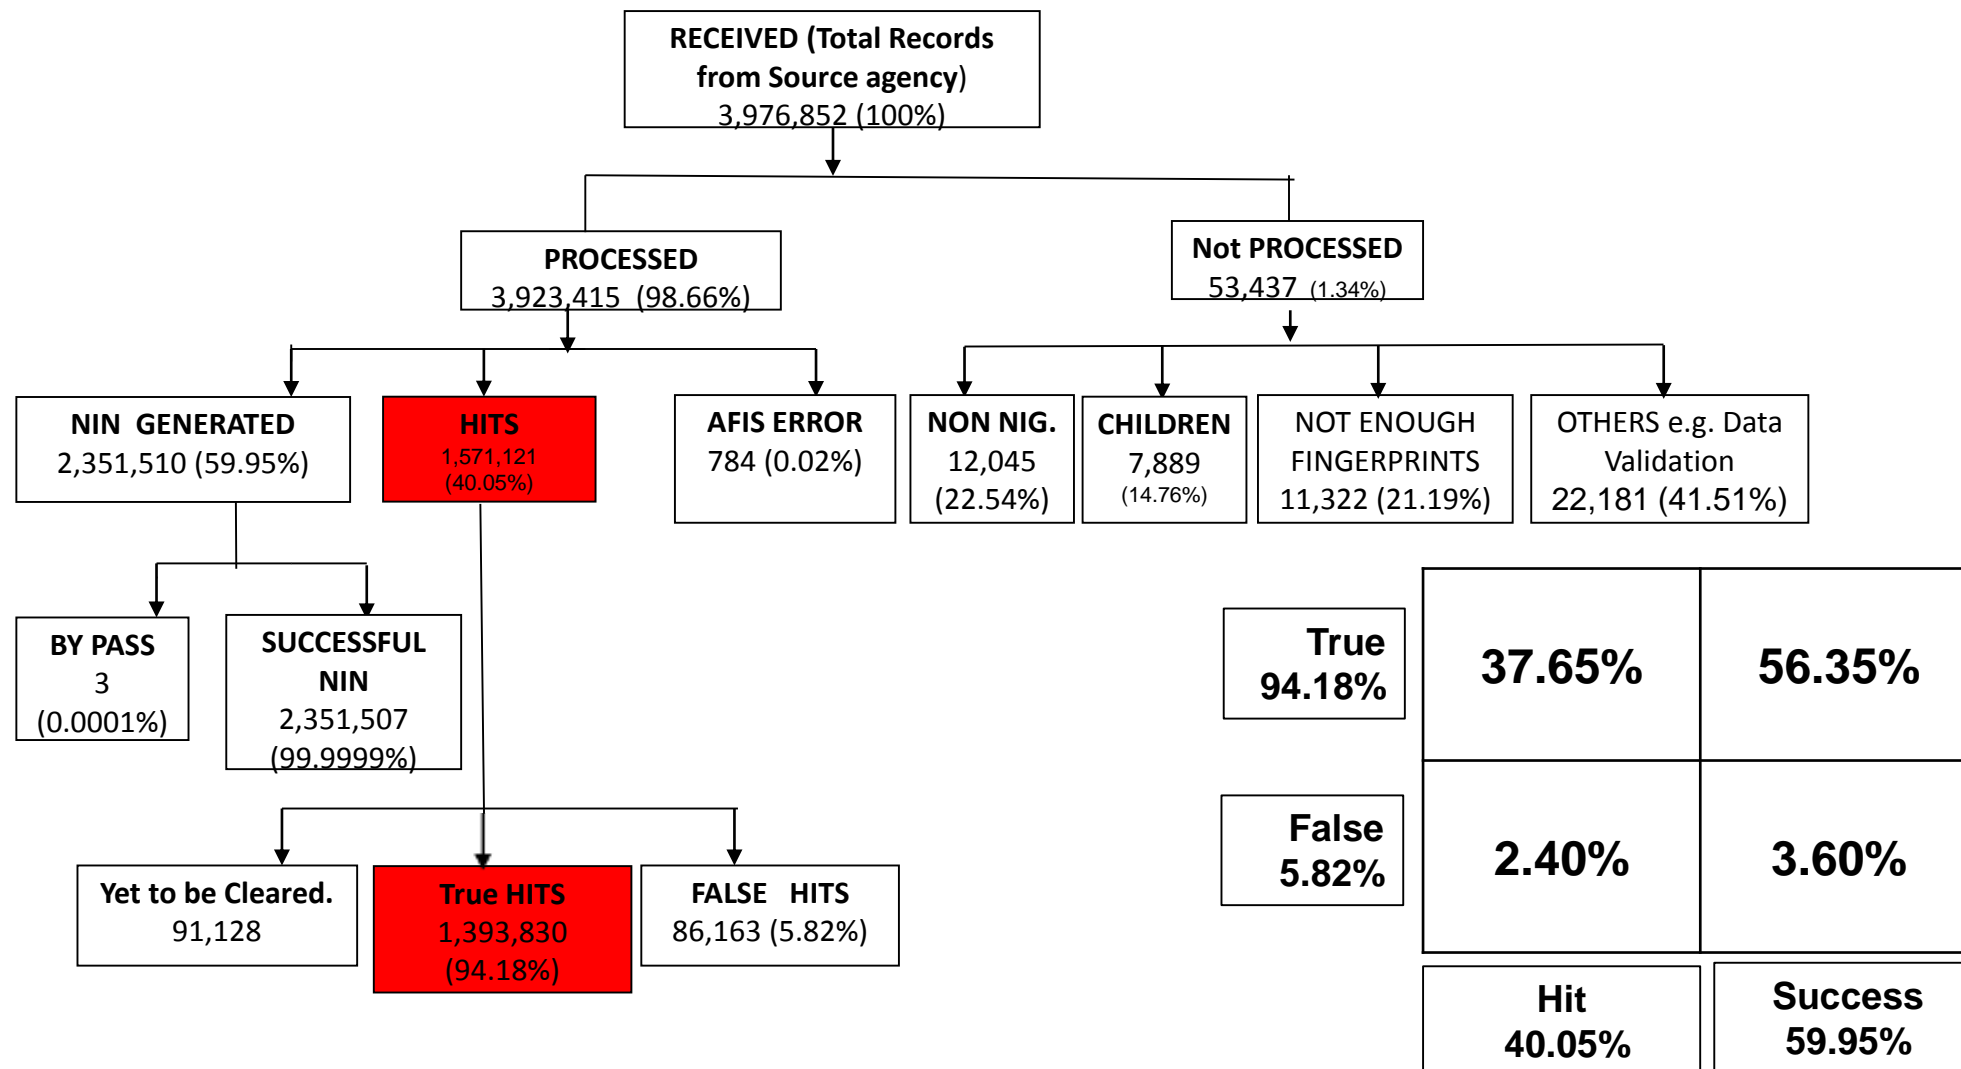 RECEIVED (Total Records
from Source agency)
3,976,852 (100%)
PROCESSED
3,923,415 (98.66%)
Not PROCESSED
53,437 (1.34%)
NIN GENERATED
2,351,510 (59.95%)
HITS
1,571,121
(40.05%)
AFIS ERROR
784 (0.02%)
NON NIG.
12,045
(22.54%)
CHILDREN
7,889
(14.76%)
NOT ENOUGH
FINGERPRINTS
11,322 (21.19%)
OTHERS e.g. Data
Validation
22,181 (41.51%)
BY PASS
3
(0.0001%)
SUCCESSFUL
NIN
2,351,507
(99.9999%)
Yet to be Cleared.
91,128
True HITS
1,393,830
(94.18%)
FALSE HITS
86,163 (5.82%)
True
94.18%
37.65%
56.35%
False
5.82%
2.40%
3.60%
Hit
40.05%
Success
59.95%